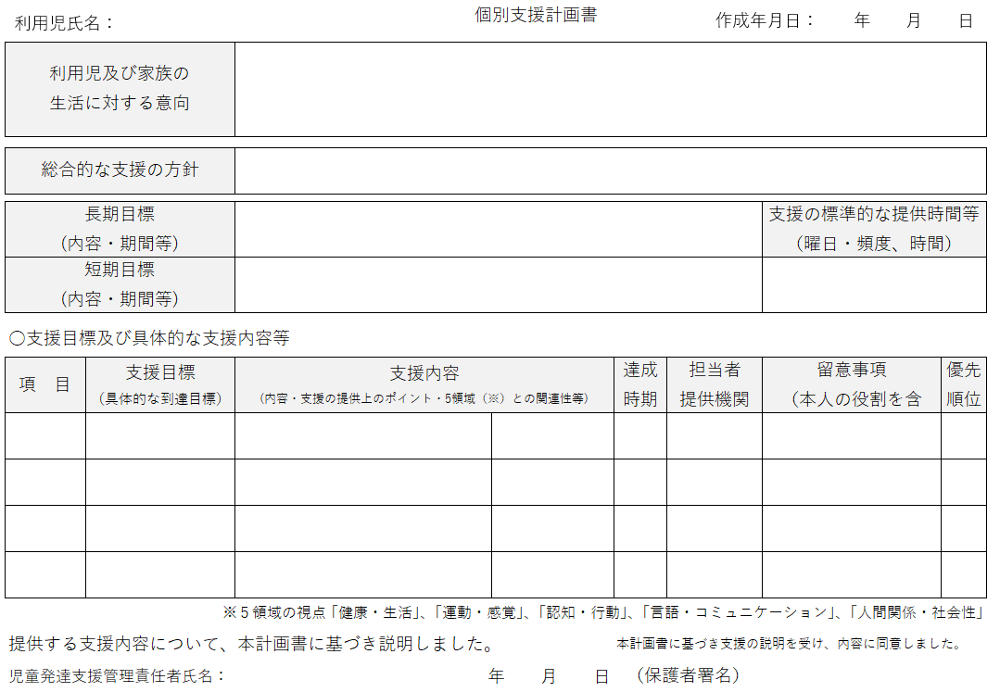 個別支援計画書
利用児氏名：
作成年月日：　　年　　月　　日
利用児及び家族の
生活に対する意向
総合的な支援の方針
長期目標
(内容・期間等)
支援の標準的な提供時間等
(曜日・頻度、時間)
短期目標
(内容・期間等)
〇支援目標及び具体的な支援内容等
項　目
支援目標
(具体的な到達目標)
支援内容
(内容・支援の提供上のポイント・5領域（※）との関連性等)
達成
時期
担当者
提供機関
留意事項
(本人の役割を含
優先
順位
※５領域の視点「健康・生活」、「運動・感覚」、「認知・行動」、「言語・コミュニケーション」、「人間関係・社会性」
提供する支援内容について、本計画書に基づき説明しました。
本計画書に基づき支援の説明を受け、内容に同意しました。
児童発達支援管理責任者氏名：
年　　月　　日　（保護者署名）